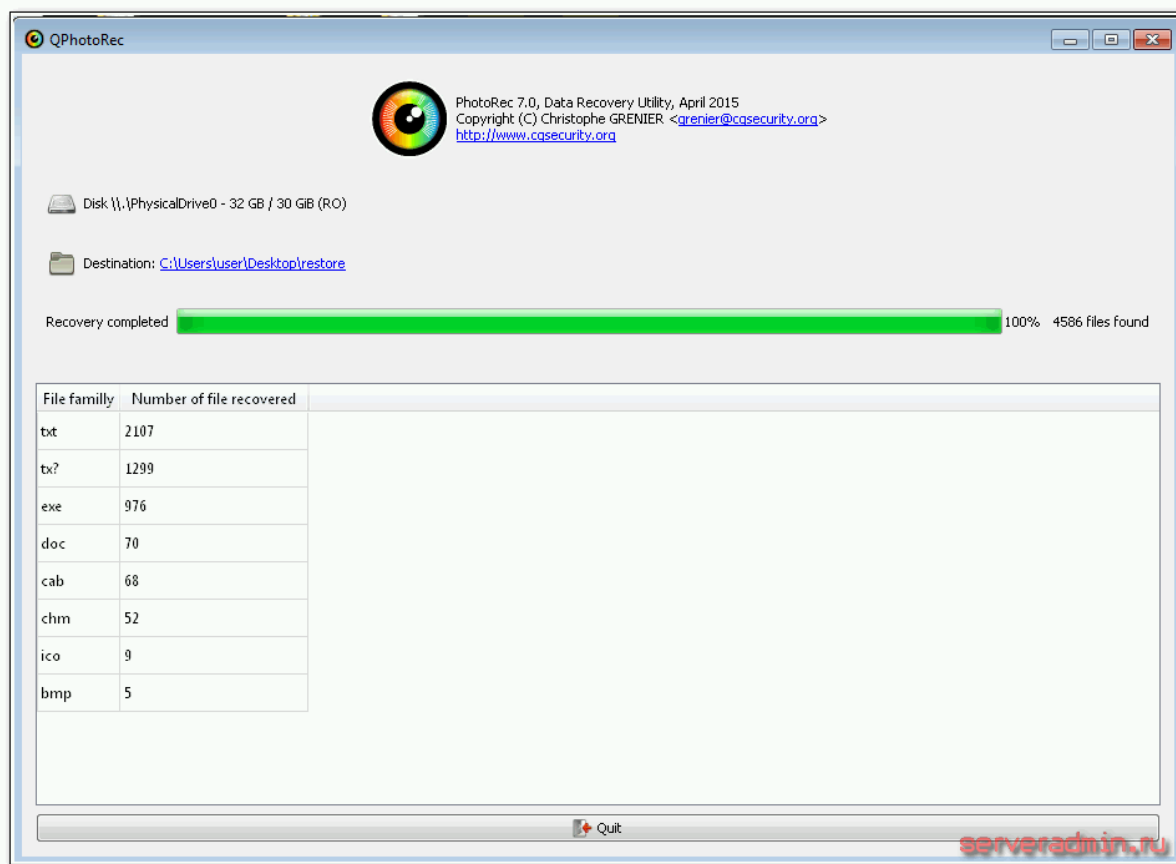 QPhotoRec
PhotoRec 7.0, Data Recovery Utility, April 2015
Copyright (C) Christophe GRENIER <grenier@cgsecurity.org>
http://www.cgsecurity.org
Disk \\.\PhysicalDrive0 - 32 GB / 30 GiB (RO)
Destination: C:\Users\user\Desktop\restore
Recovery completed 100% 4586 files found
File familly Number of file recovered
txt 2107
tx? 1299
exe 976
doc 70
cab 68
chm 52
ico 9
bmp 5
Quit
serveradmin.ru